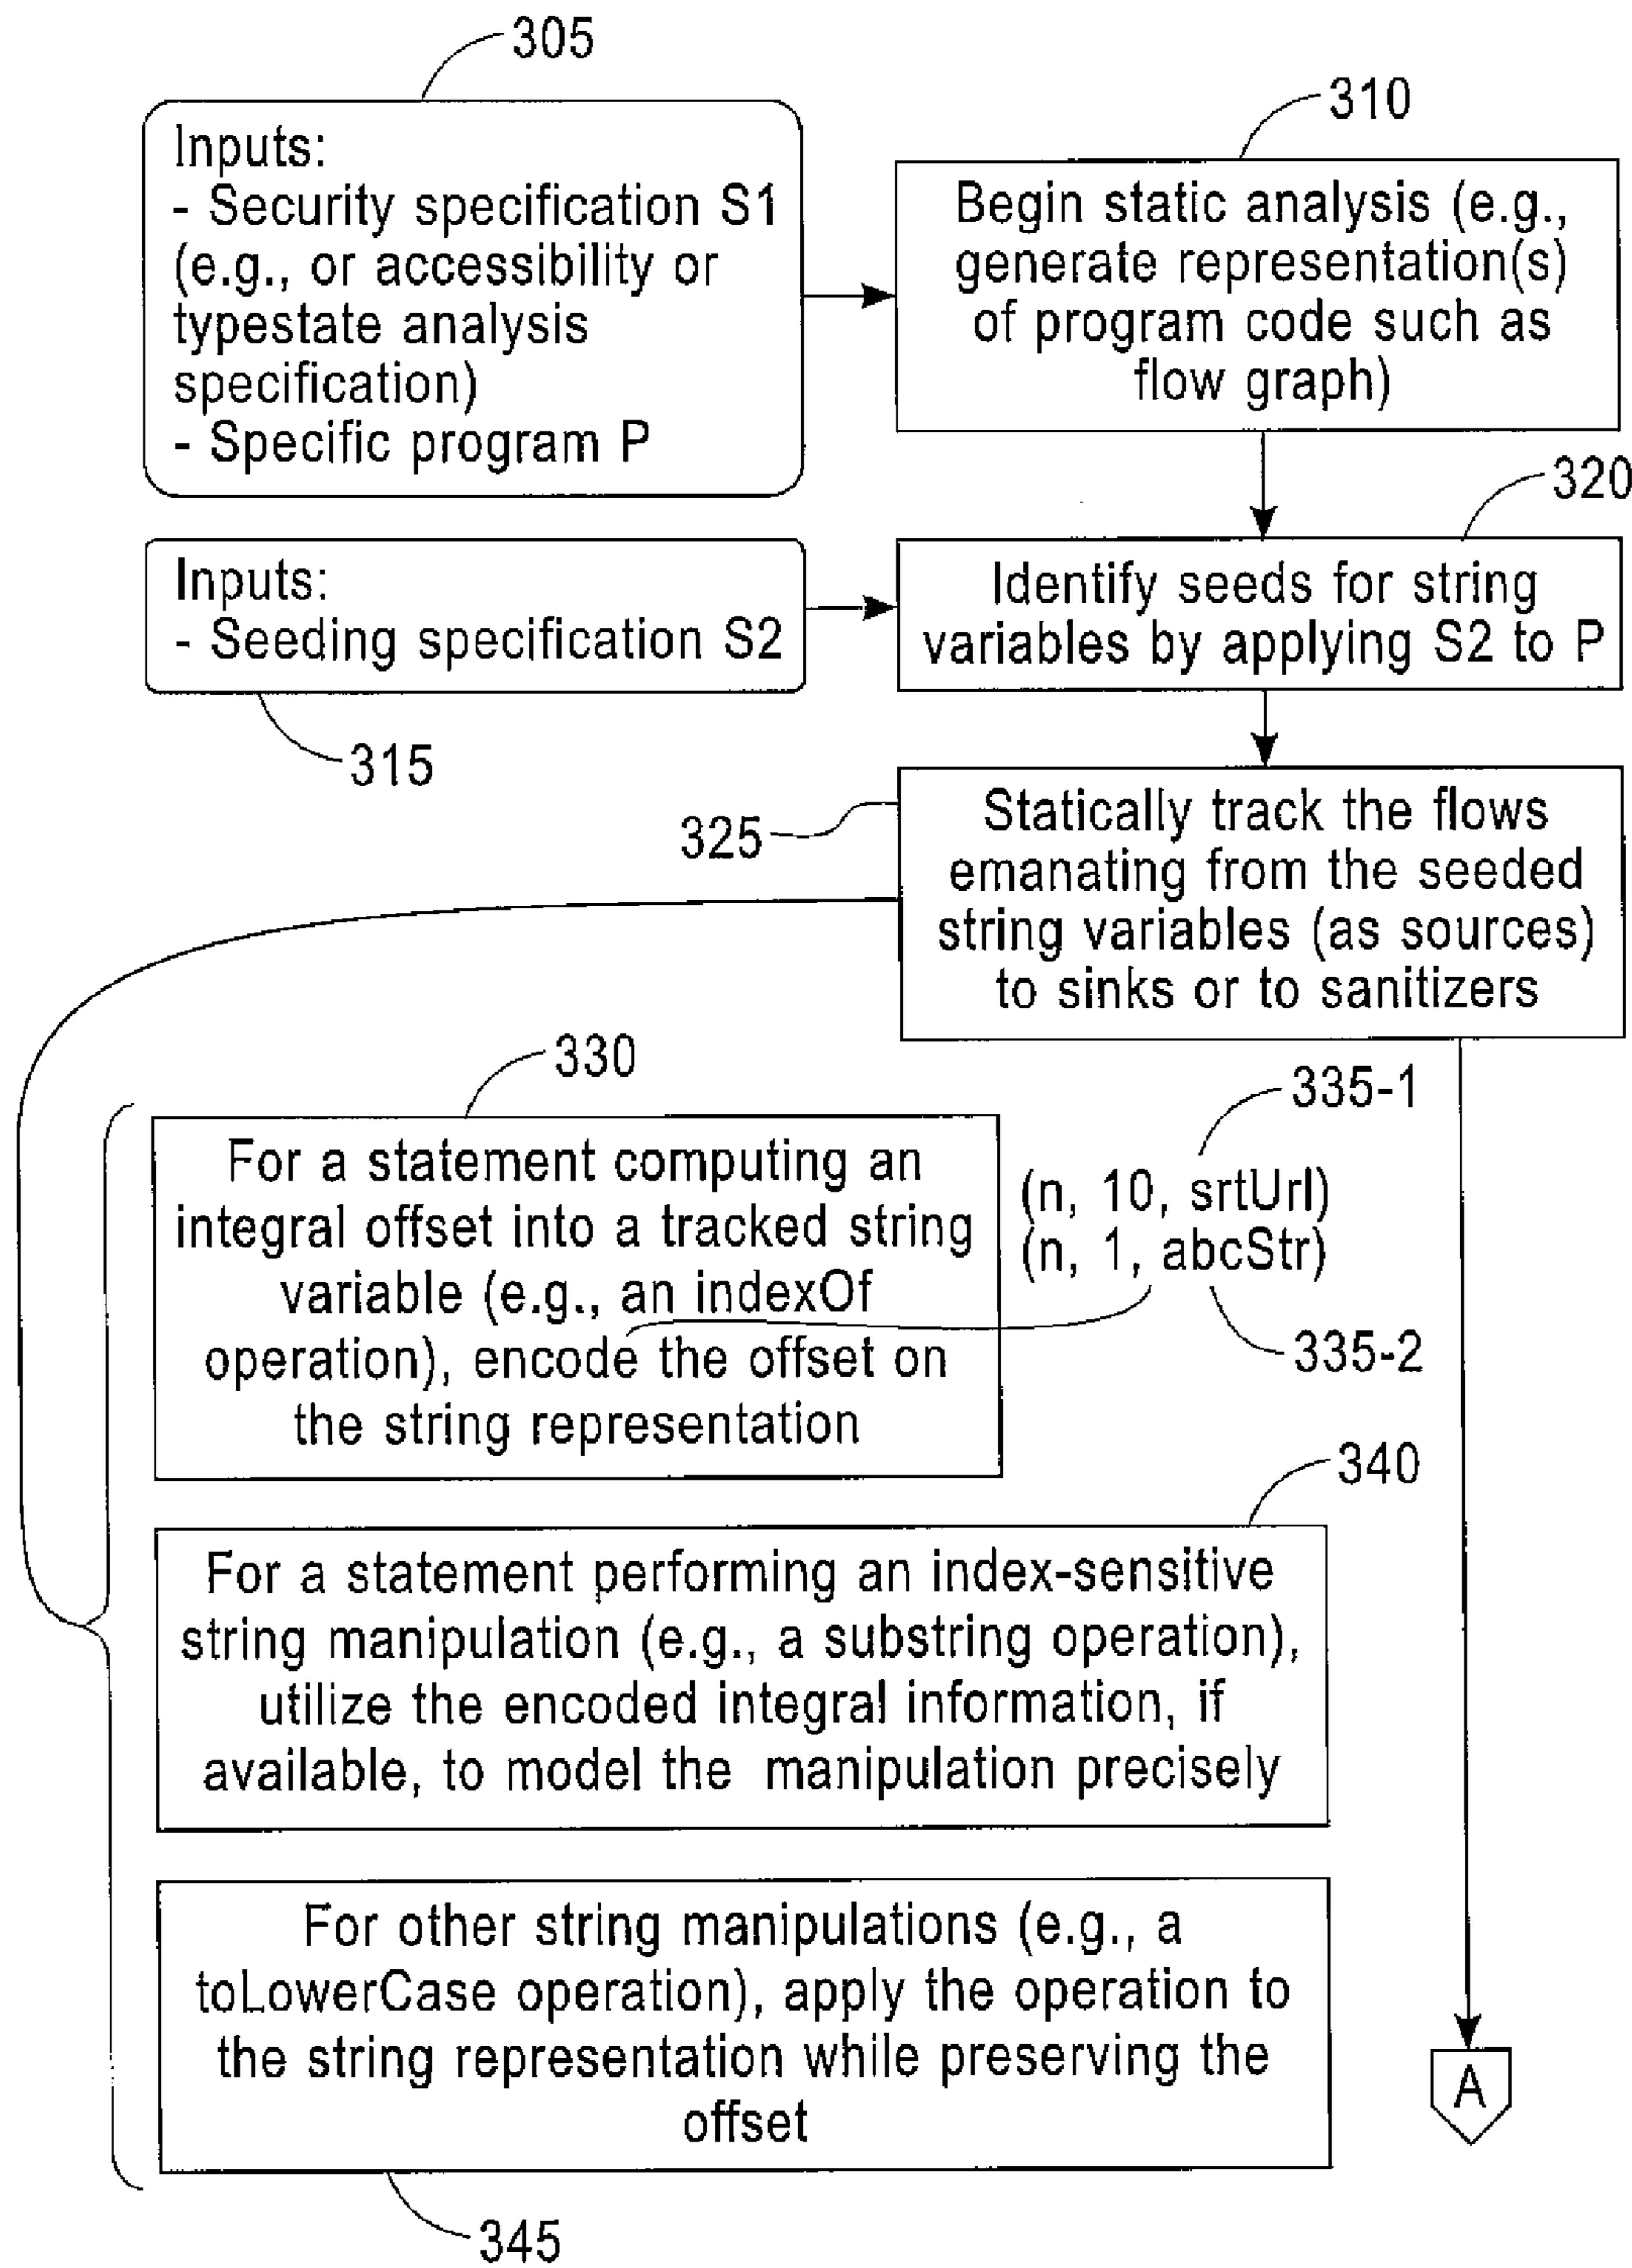 305
Inputs:
- Security specification S1
(e.g., or accessibility or
typestate analysis
specification)
- Specific program P
310
Begin static analysis (e.g.,
generate representation(s)
of program code such as
flow graph)
320
Inputs:
- Seeding specification S2
315
Identify seeds for string
variables by applying S2 to P
325
Statically track the flows
emanating from the seeded
string variables (as sources)
to sinks or to sanitizers
330
For a statement computing an
integral offset into a tracked string
variable (e.g., an indexOf
operation), encode the offset on
the string representation
335-1
(n, 10, srtUrl)
(n, 1, abcStr)
335-2
340
For a statement performing an index-sensitive
string manipulation (e.g., a substring operation),
utilize the encoded integral information, if
available, to model the manipulation precisely
For other string manipulations (e.g., a
toLowerCase operation), apply the operation to
the string representation while preserving the
offset
345
A